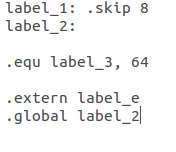 label_1: .skip 8
label_2:
.equ label_3, 64
.extern label_e
.global label_2